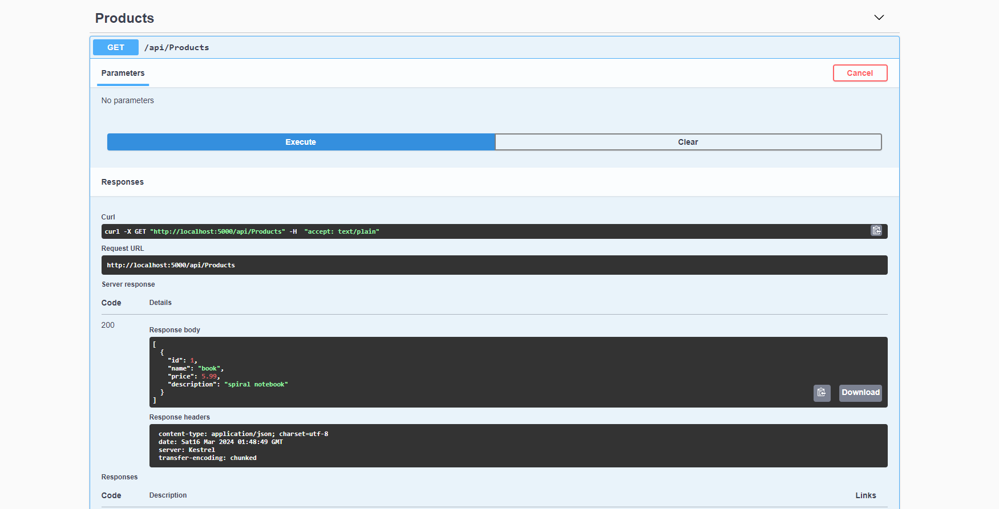 Products
GET /api/Products
Parameters Cancel
No parameters
Execute Clear
Responses
Curl
curl -X GET "http://localhost:5000/api/Products" -H  "accept: text/plain"
Request URL
http://localhost:5000/api/Products
Server response
Code Details
200
Response body
[
  {
    "id": 1,
    "name": "book",
    "price": 5.99,
    "description": "spiral notebook"
  }
]
Download
Response headers
content-type: application/json; charset=utf-8
date: Sat16 Mar 2024 01:48:49 GMT
server: Kestrel
transfer-encoding: chunked
Responses
Code Description Links